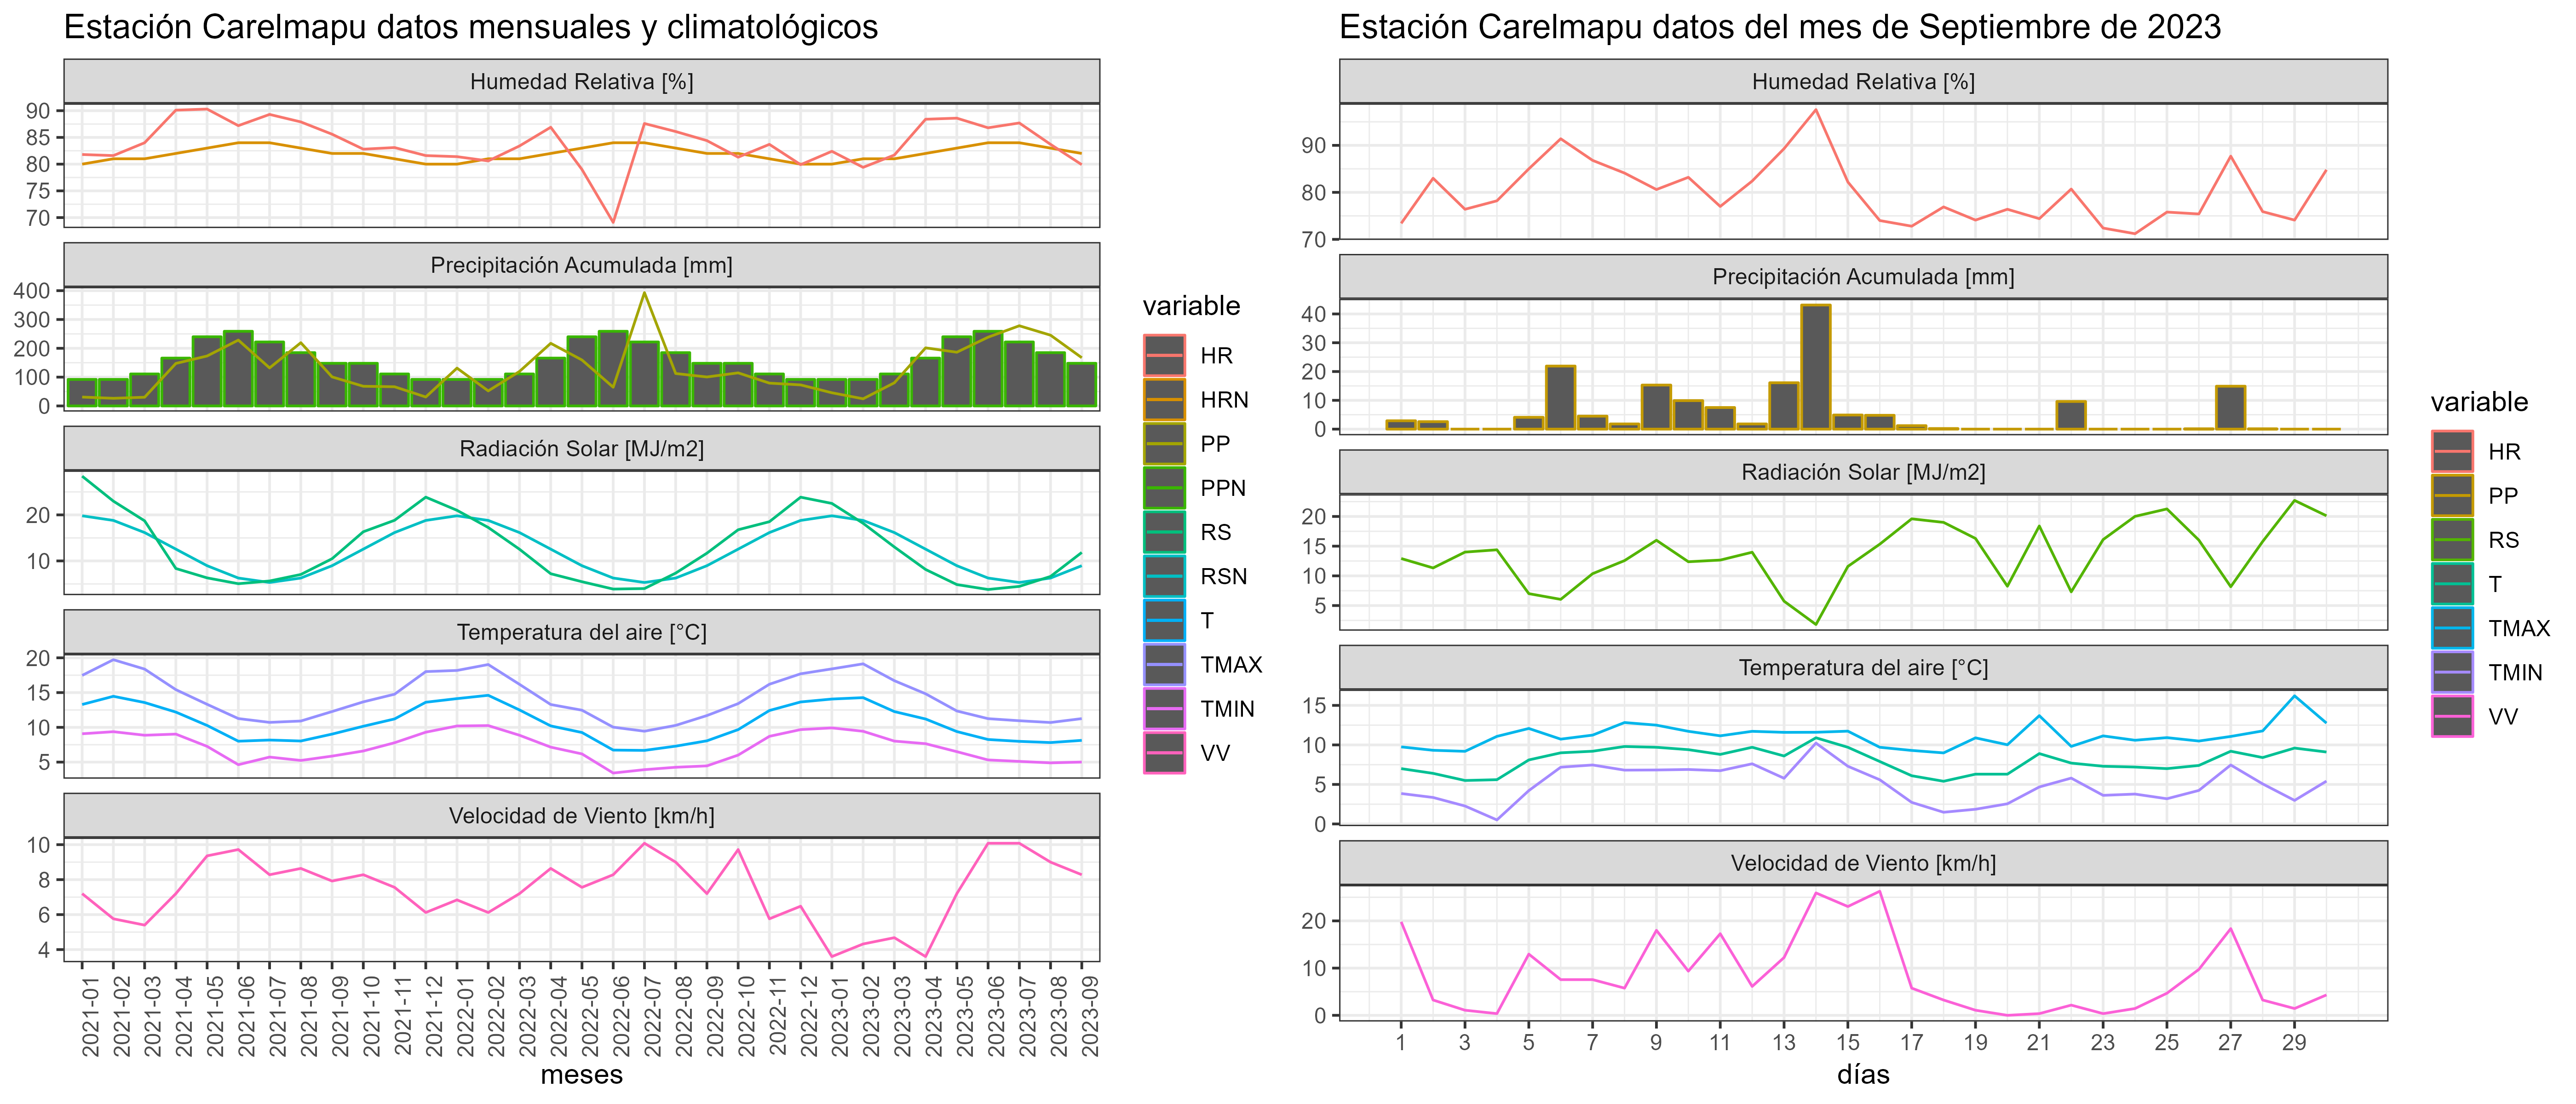 Estación Carelmapu datos mensuales y climatológicos
Humedad Relativa [%]
90
85
80
75
70
Precipitación Acumulada [mm]
400
300
200
100
0
Radiación Solar [MJ/m2]
20
10
Temperatura del aire [°C]
20
15
10
5
Velocidad de Viento [km/h]
10
8
6
4
2021-01
2021-02
2021-03
2021-04
2021-05
2021-06
2021-07
2021-08
2021-09
2021-10
2021-11
2021-12
2022-01
2022-02
2022-03
2022-04
2022-05
2022-06
2022-07
2022-08
2022-09
2022-10
2022-11
2022-12
2023-01
2023-02
2023-03
2023-04
2023-05
2023-06
2023-07
2023-08
2023-09
meses
variable
HR
HRN
PP
PPN
RS
RSN
T
TMAX
TMIN
VV
Estación Carelmapu datos del mes de Septiembre de 2023
Humedad Relativa [%]
90
80
70
Precipitación Acumulada [mm]
40
30
20
10
0
Radiación Solar [MJ/m2]
20
15
10
5
Temperatura del aire [°C]
15
10
5
0
Velocidad de Viento [km/h]
20
10
0
1 3 5 7 9 11 13 15 17 19 21 23 25 27 29
días
variable
HR
PP
RS
T
TMAX
TMIN
VV